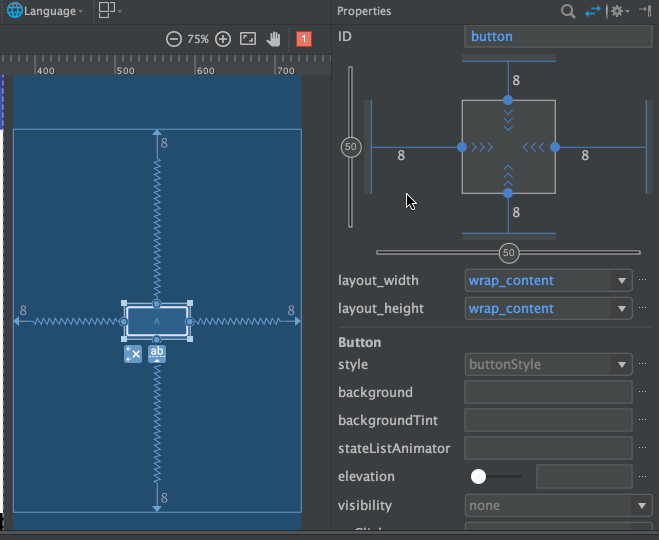 Language
Properties
75%
1
ID
button
400
500
600
700
8
8
8
8
50
50
8
8
8
8
A
ab
layout_width
wrap_content
layout_height
wrap_content
Button
style
buttonStyle
background
backgroundTint
stateListAnimator
elevation
visibility
none